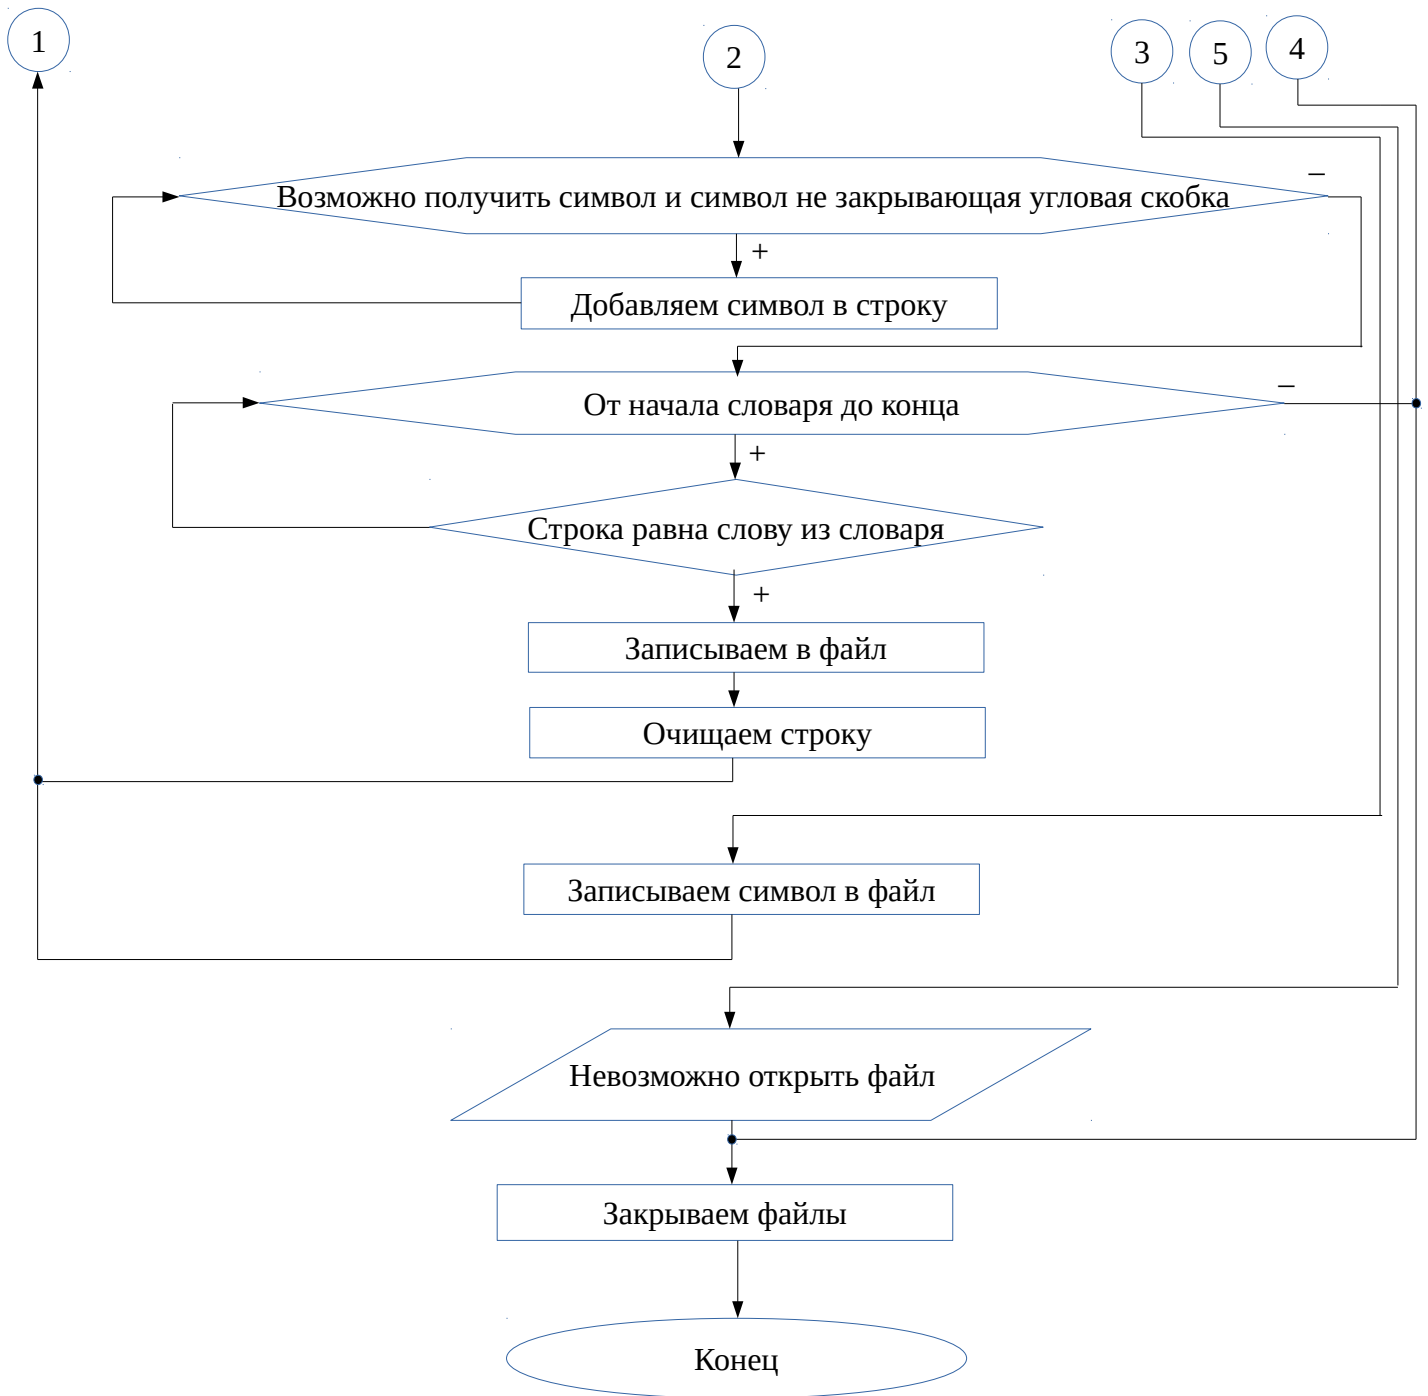 1
2
3
5
4
Возможно получить символ и символ не закрывающая угловая скобка
–
+
Добавляем символ в строку
От начала словаря до конца
–
+
Строка равна слову из словаря
+
Записываем в файл
Очищаем строку
Записываем символ в файл
Невозможно открыть файл
Закрываем файлы
Конец